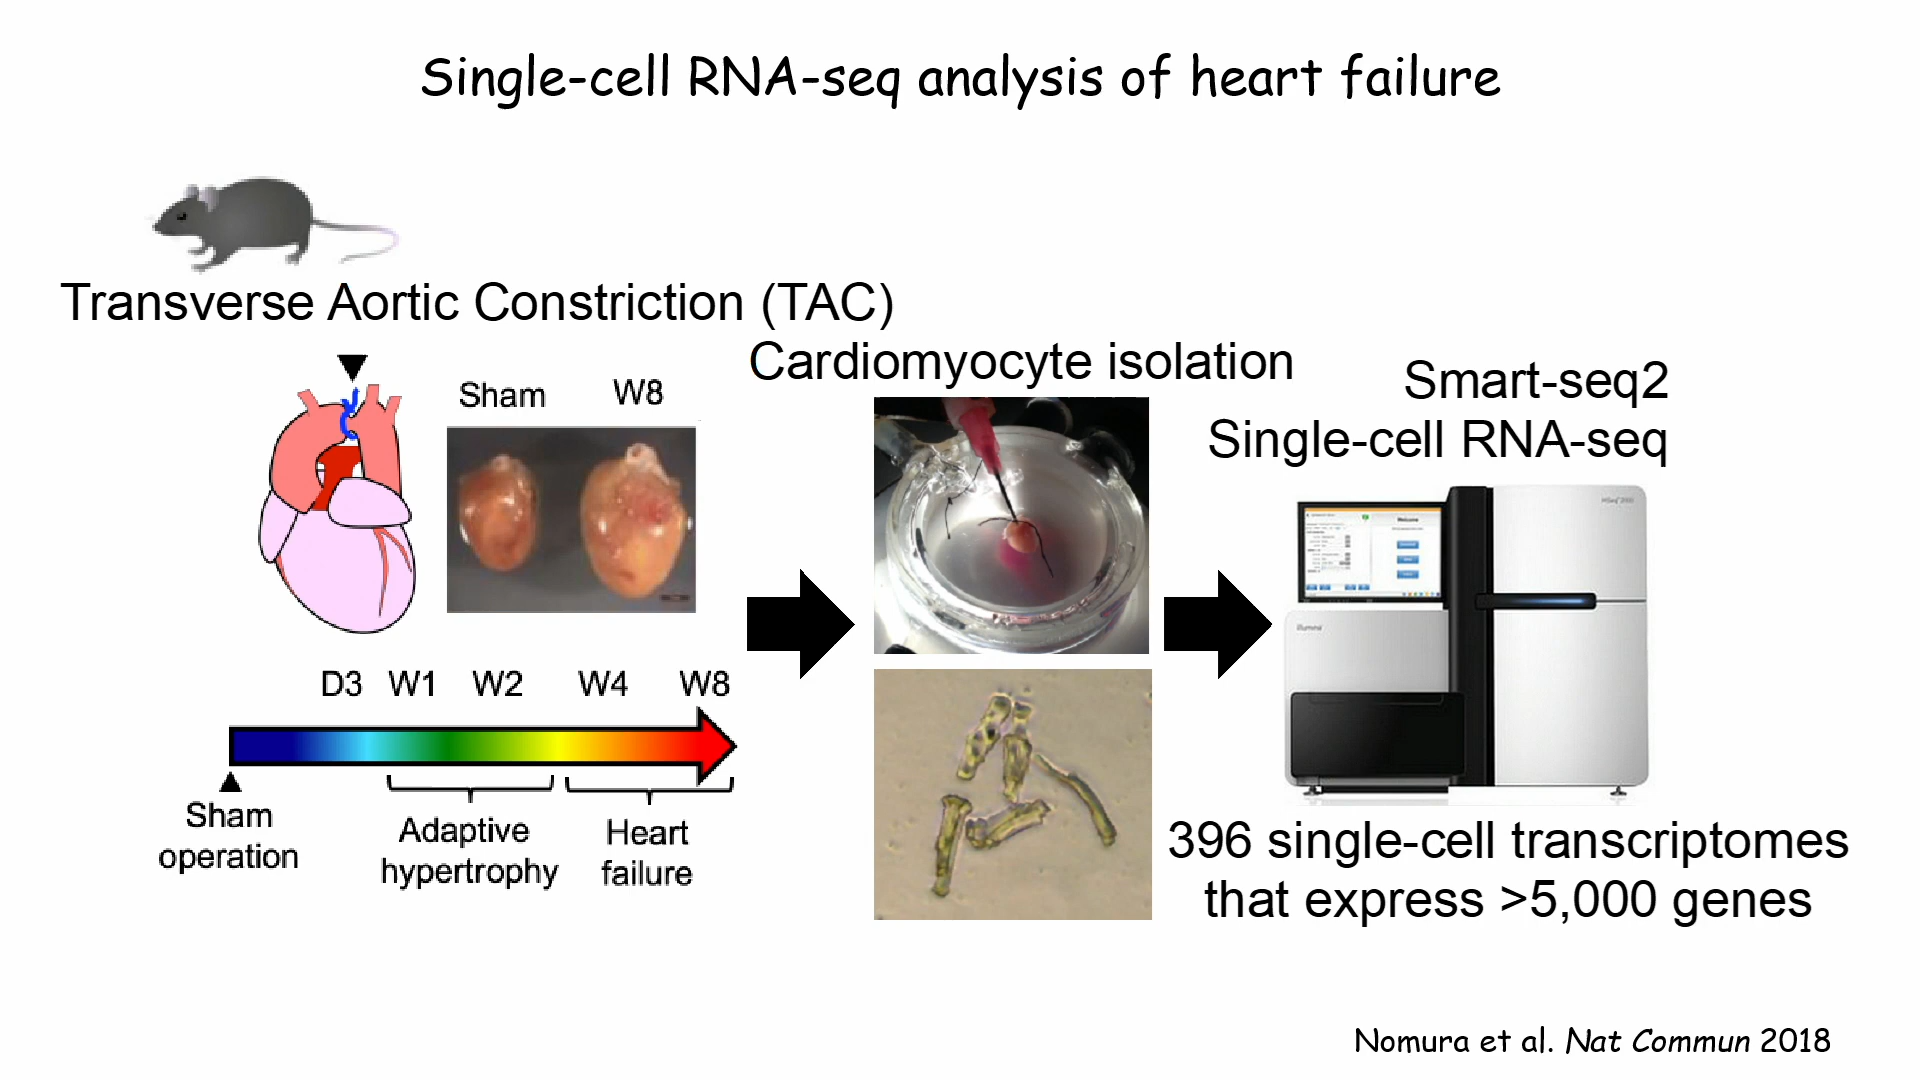 Single-cell RNA-seq analysis of heart failure
Transverse Aortic Constriction (TAC)
Sham W8
D3 W1 W2 W4 W8
Sham
operation
Adaptive
hypertrophy
Heart
failure
Cardiomyocyte isolation
Smart-seq2
Single-cell RNA-seq
Welcome
illumina
396 single-cell transcriptomes
that express >5,000 genes
Nomura et al. Nat Commun 2018